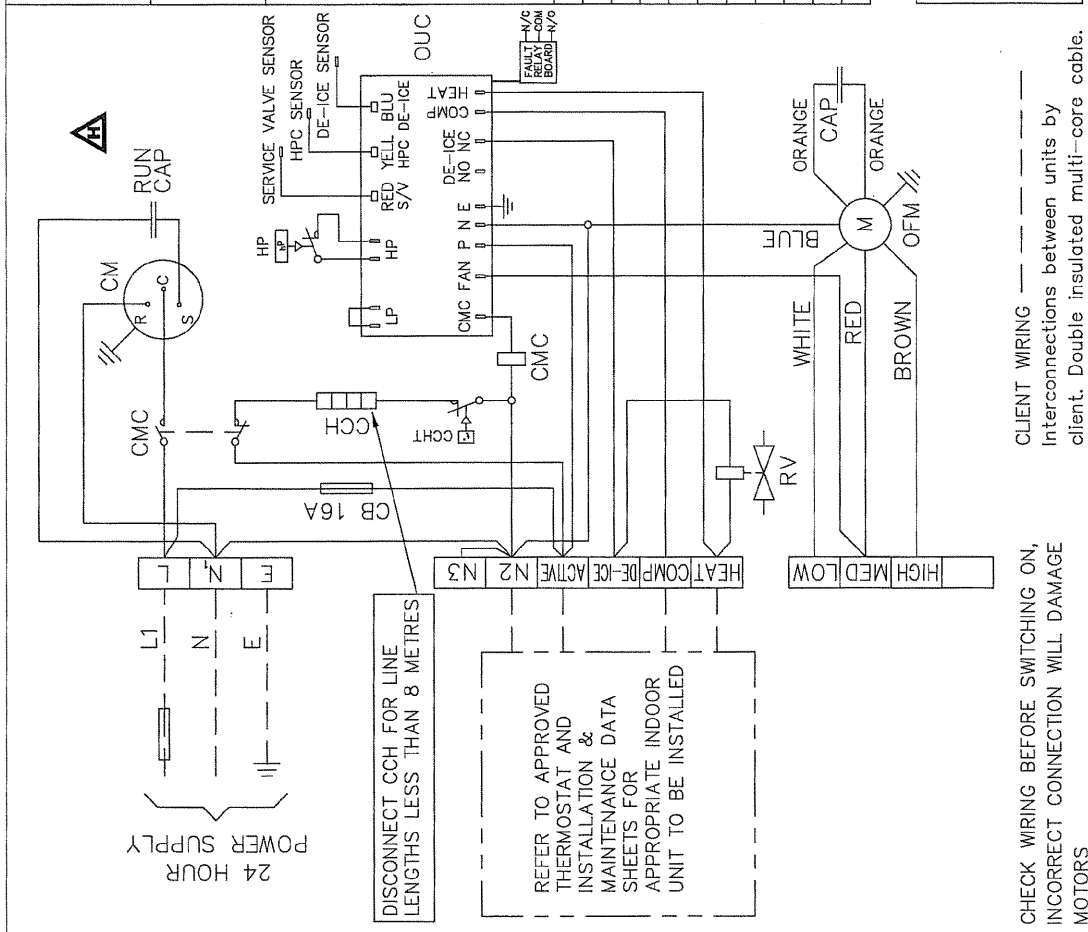 H
SERVICE VALVE SENSOR
HPC SENSOR
DE-ICE SENSOR
OUC
N/C
COM
N/O
FAULT
RELAY
BOARD
RED
S/V
YELL
HPC
BLU
DE-ICE
HP
HP
HP
LP
CMC
FAN
P
N
E
DE-ICE
NO
NC
COMP
HEAT
RUN
CAP
CM
R
C
S
CMC
CMC
CCH
CCHT
CB 16A
24 HOUR
POWER SUPPLY
L1
N
E
L
N1
E
DISCONNECT CCH FOR LINE
LENGTHS LESS THAN 8 METRES
N3
N2
ACTIVE
DE-ICE
COMP
HEAT
REFER TO APPROVED
THERMOSTAT AND
INSTALLATION &
MAINTENANCE DATA
SHEETS FOR
APPROPRIATE INDOOR
UNIT TO BE INSTALLED
RV
LOW
MED
HIGH
WHITE
RED
BROWN
BLUE
M
OFM
ORANGE
CAP
ORANGE
CHECK WIRING BEFORE SWITCHING ON,
INCORRECT CONNECTION WILL DAMAGE
MOTORS
CLIENT WIRING
Interconnections between units by
client. Double insulated multi-core cable.